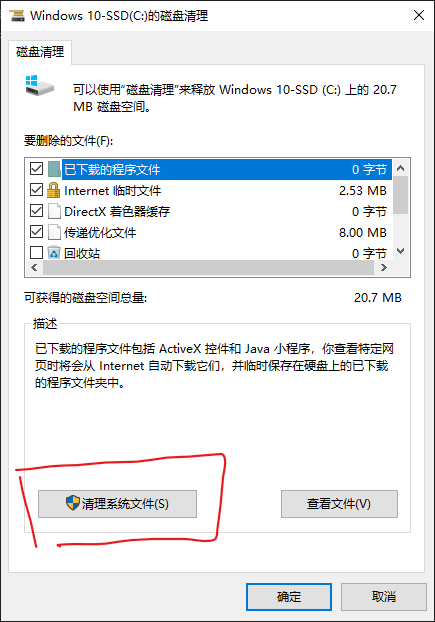 Windows 10-SSD(C:)的磁盘清理
磁盘清理
可以使用“磁盘清理”来释放 Windows 10-SSD (C:) 上的 20.7
MB 磁盘空间。
要删除的文件(F):
已下载的程序文件 0 字节
Internet 临时文件 2.53 MB
DirectX 着色器缓存 0 字节
传递优化文件 8.00 MB
回收站 0 字节
可获得的磁盘空间总量: 20.7 MB
描述
已下载的程序文件包括 ActiveX 控件和 Java 小程序，你查看特定网
页时将会从 Internet 自动下载它们，并临时保存在硬盘上的已下载
的程序文件夹中。
清理系统文件(S) 查看文件(V)
确定 取消